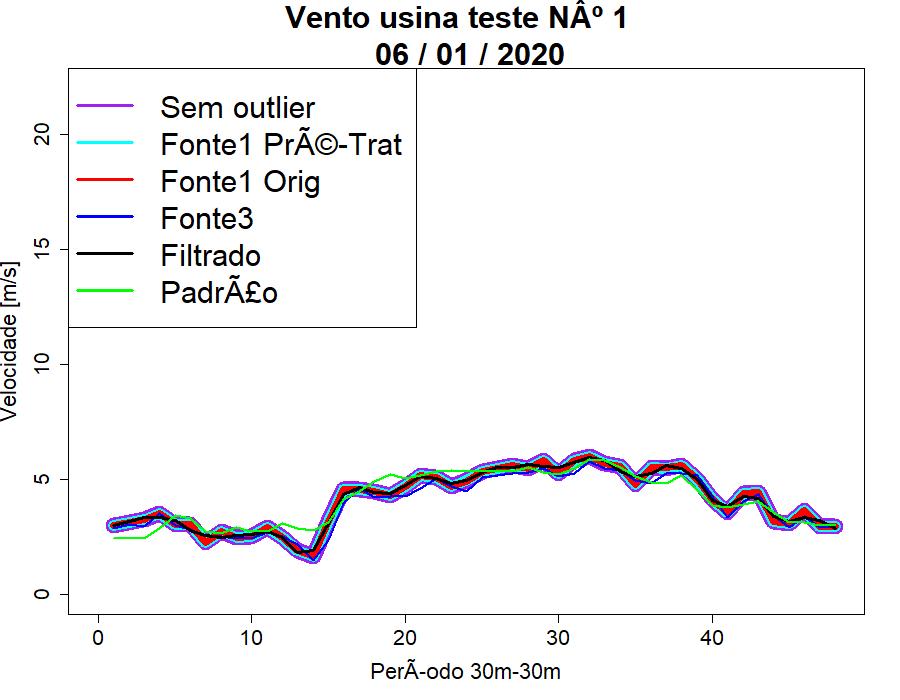 Vento usina teste NÂº 1
06 / 01 / 2020
Sem outlier
Fonte1 PrÃ©-Trat
Fonte1 Orig
Fonte3
Filtrado
PadrÃ£o
Velocidade [m/s]
20
15
10
5
0
0 10 20 30 40
PerÃ-odo 30m-30m